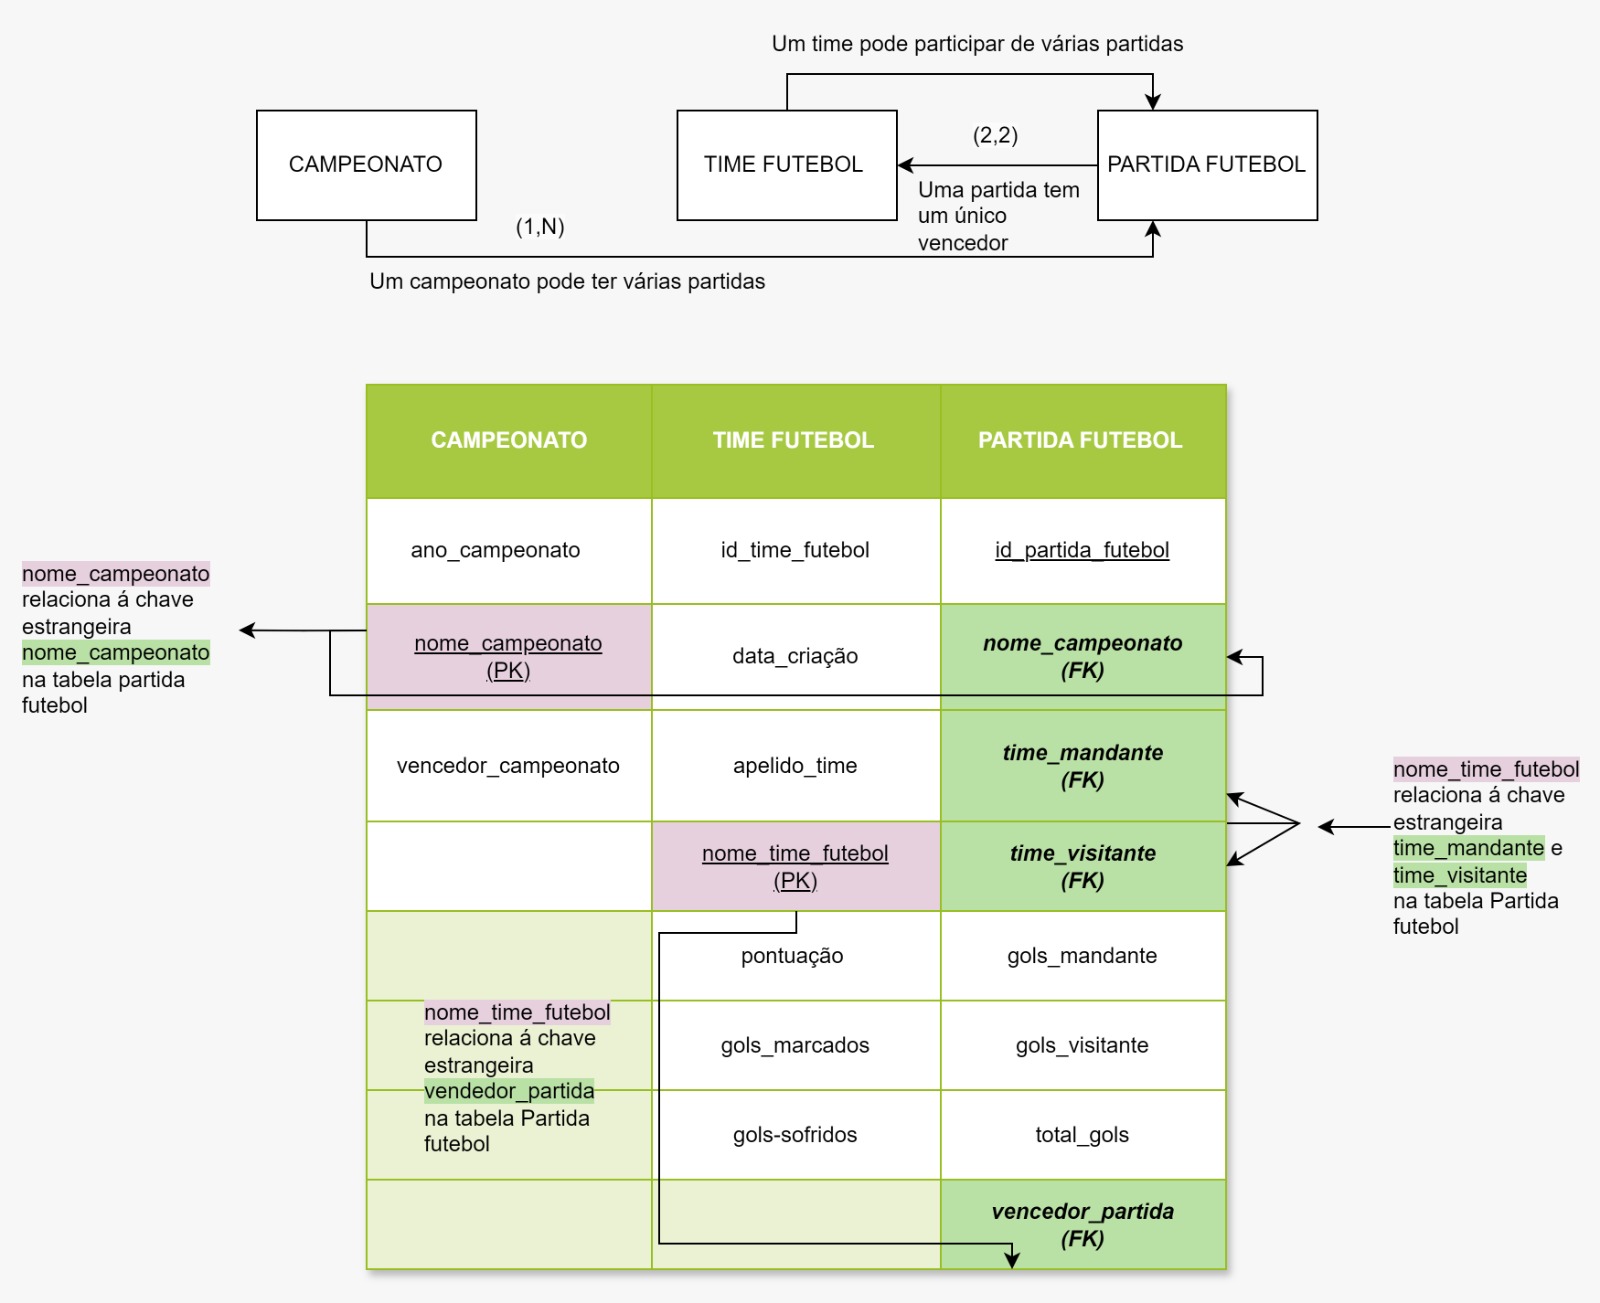 Um time pode participar de várias partidas
CAMPEONATO
TIME FUTEBOL
(2,2)
PARTIDA FUTEBOL
Uma partida tem
um único
vencedor
(1,N)
Um campeonato pode ter várias partidas
CAMPEONATO
TIME FUTEBOL
PARTIDA FUTEBOL
ano_campeonato
id_time_futebol
id_partida_futebol
nome_campeonato
relaciona á chave
estrangeira
nome_campeonato
na tabela partida
futebol
nome_campeonato
(PK)
data_criação
nome_campeonato
(FK)
vencedor_campeonato
apelido_time
time_mandante
(FK)
nome_time_futebol
(PK)
time_visitante
(FK)
nome_time_futebol
relaciona á chave
estrangeira
time_mandante e
time_visitante
na tabela Partida
futebol
pontuação
gols_mandante
nome_time_futebol
relaciona á chave
estrangeira
vendedor_partida
na tabela Partida
futebol
gols_marcados
gols_visitante
gols-sofridos
total_gols
vencedor_partida
(FK)